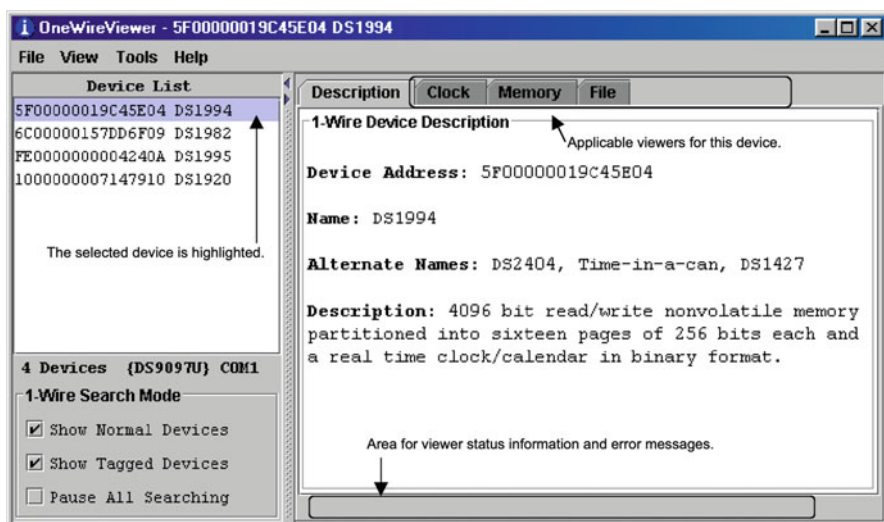 OneWireViewer - 5F00000019C45E04 DS1994
File View Tools Help
Device List
5F00000019C45E04 DS1994
6C00000157DD6F09 DS1982
FE0000000004240A DS1995
1000000007147910 DS1920
The selected device is highlighted.
4 Devices {DS9097U} COM1
1-Wire Search Mode
Show Normal Devices
Show Tagged Devices
Pause All Searching
Description Clock Memory File
1-Wire Device Description
Applicable viewers for this device.
Device Address: 5F00000019C45E04
Name: DS1994
Alternate Names: DS2404, Time-in-a-can, DS1427
Description: 4096 bit read/write nonvolatile memory
partitioned into sixteen pages of 256 bits each and
a real time clock/calendar in binary format.
Area for viewer status information and error messages.